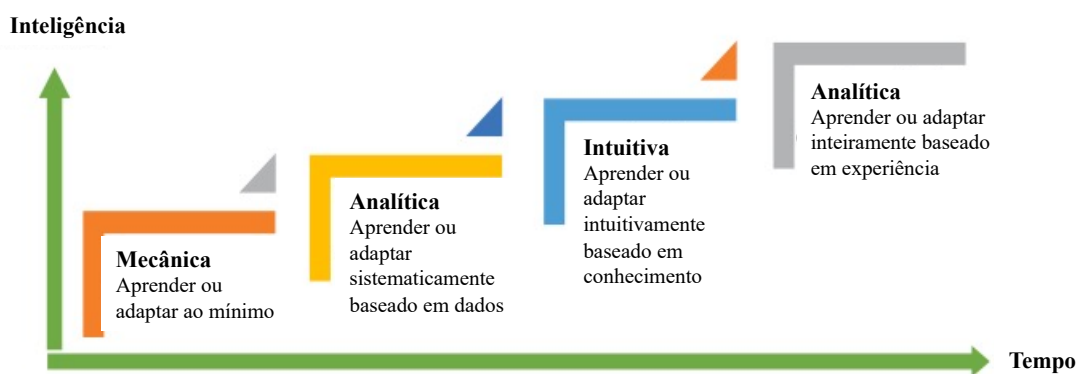 Inteligência
Mecânica
Aprender ou
adaptar ao mínimo
Analítica
Aprender ou
adaptar
sistematicamente
baseado em dados
Intuitiva
Aprender ou
adaptar
intuitivamente
baseado em
conhecimento
Analítica
Aprender ou adaptar
inteiramente baseado
em experiência
Tempo